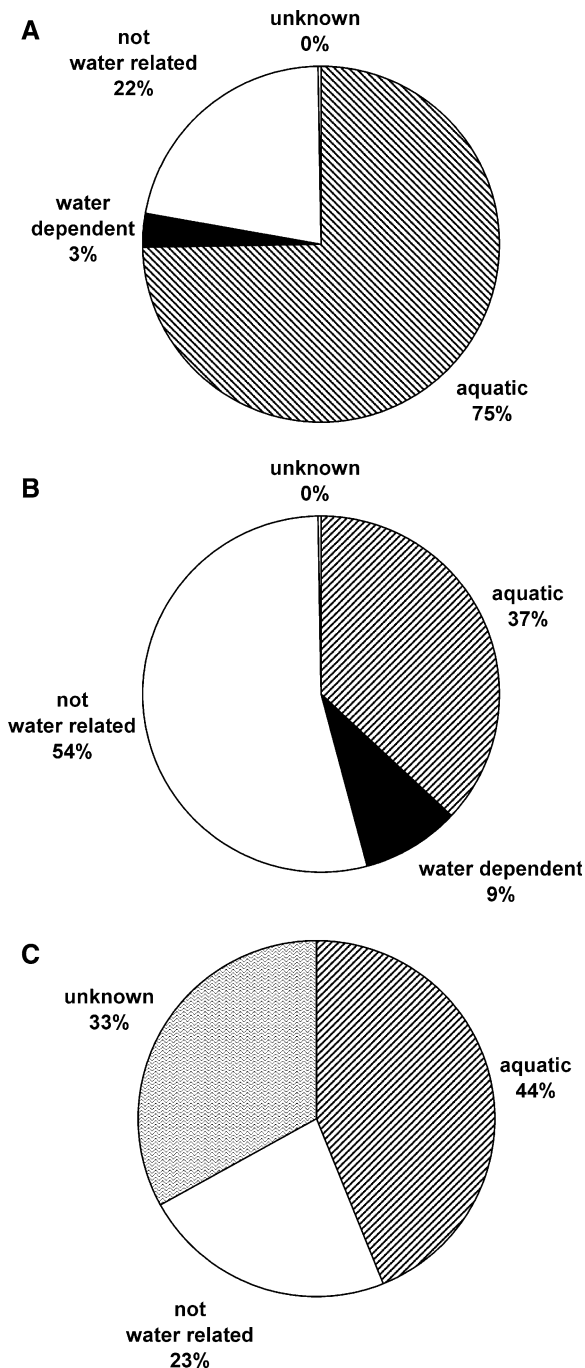 A
unknown
0%
not
water related
22%
water
dependent
3%
aquatic
75%
B
unknown
0%
aquatic
37%
not
water related
54%
water dependent
9%
C
unknown
33%
aquatic
44%
not
water related
23%